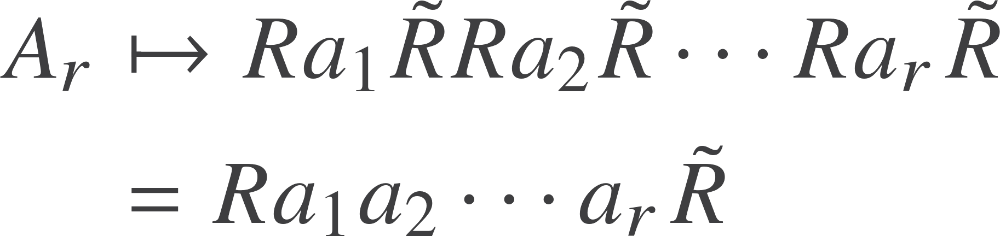 A_r ↦ Ra_1R̃Ra_2R̃ ··· Ra_rR̃
= Ra_1a_2 ··· a_rR̃